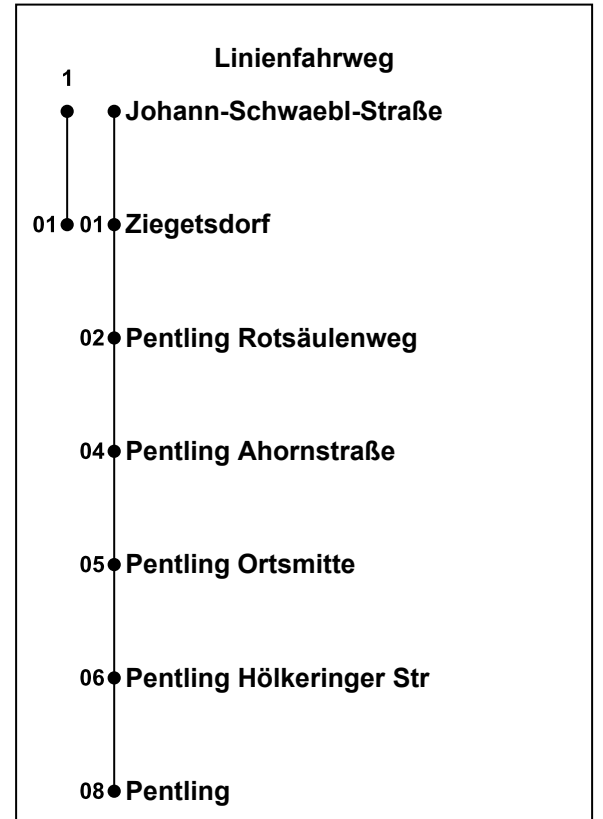 Linienfahrweg
1
Johann-Schwaebl-Straße
01 01 Ziegetsdorf
02 Pentling Rotsäulenweg
04 Pentling Ahornstraße
05 Pentling Ortsmitte
06 Pentling Hölkeringer Str
08 Pentling